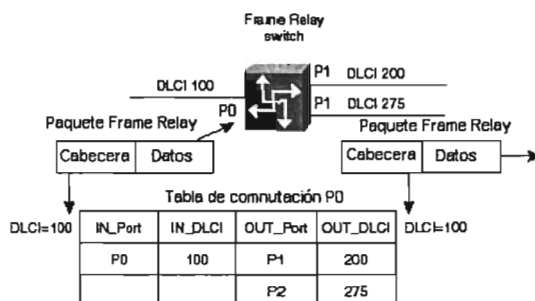 Frame Relay
switch
DLCI 100
P0
P1 DLCI 200
P1 DLCI 275
Paquete Frame Relay
Paquete Frame Relay
Cabecera Datos
Cabecera Datos
Tabla de comnutación P0
DLCI=100
DLCI=100
IN_Port IN_DLCI OUT_Port OUT_DLCI
P0 100 P1 200
P2 275